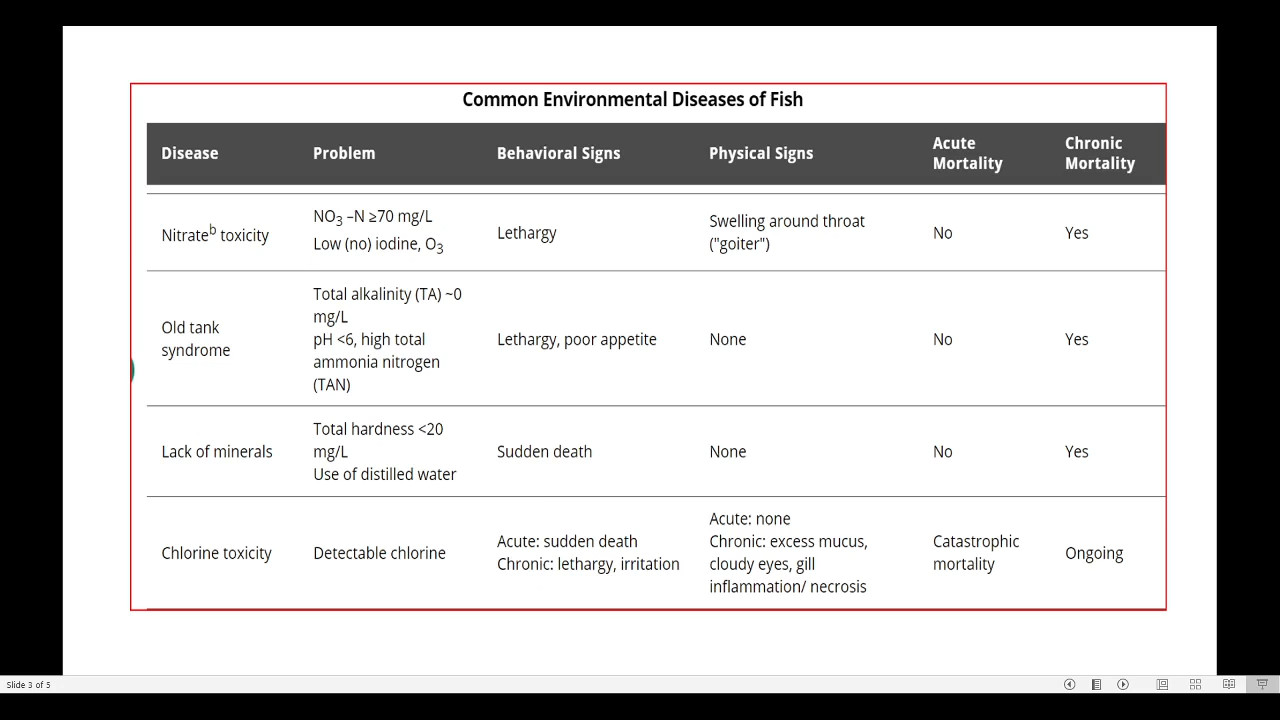 Common Environmental Diseases of Fish
Disease Problem Behavioral Signs Physical Signs Acute Mortality Chronic Mortality
Nitrateb toxicity
NO3 –N ≥70 mg/L
Low (no) iodine, O3
Lethargy
Swelling around throat
("goiter")
No
Yes
Old tank
syndrome
Total alkalinity (TA) ~0
mg/L
pH <6, high total
ammonia nitrogen
(TAN)
Lethargy, poor appetite
None
No
Yes
Lack of minerals
Total hardness <20
mg/L
Use of distilled water
Sudden death
None
No
Yes
Chlorine toxicity
Detectable chlorine
Acute: sudden death
Chronic: lethargy, irritation
Acute: none
Chronic: excess mucus,
cloudy eyes, gill
inflammation/ necrosis
Catastrophic
mortality
Ongoing
Slide 3 of 5